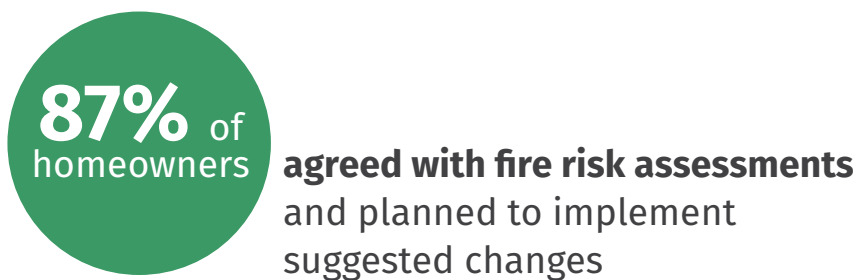 87% of
homeowners
agreed with fire risk assessments
and planned to implement
suggested changes